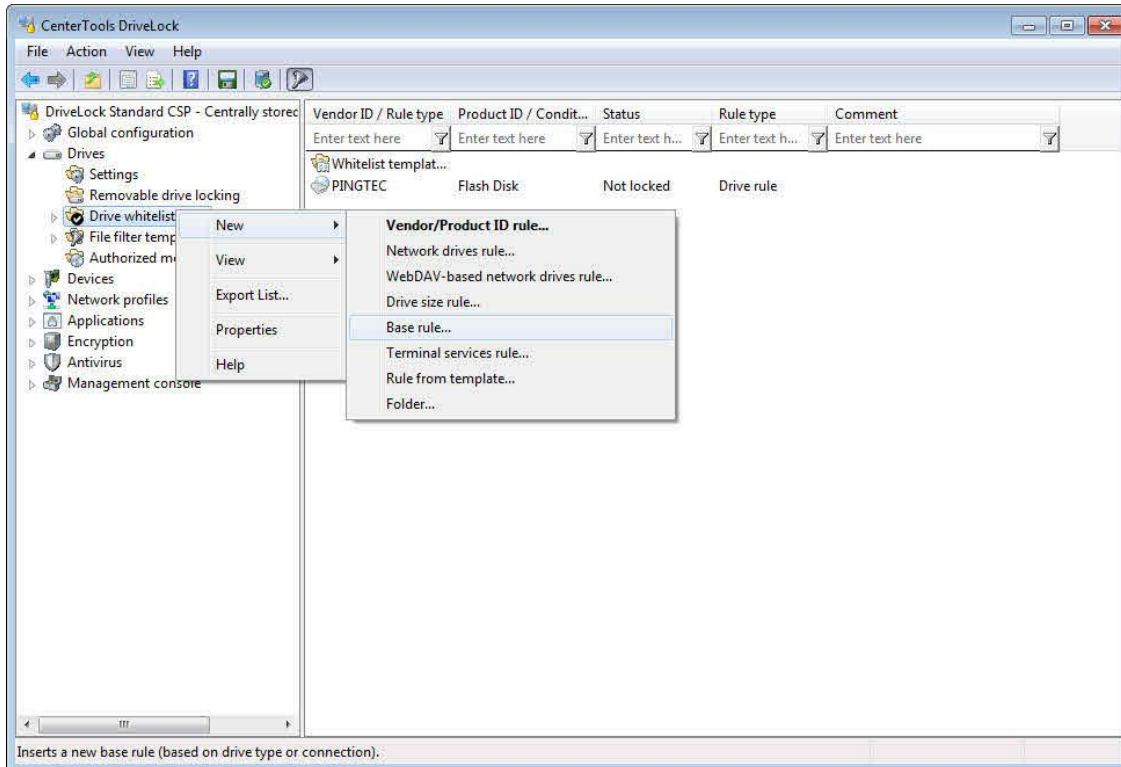 CenterTools DriveLock
File Action View Help
DriveLock Standard CSP - Centrally storec
Global configuration
Drives
Settings
Removable drive locking
Drive whitelist
File filter temp
Authorized m
Devices
Network profiles
Applications
Encryption
Antivirus
Management console
Vendor ID / Rule type Product ID / Condit... Status Rule type Comment
Enter text here Enter text here Enter text h... Enter text h... Enter text here
Whitelist templat...
PINGTEC Flash Disk Not locked Drive rule
New
View
Export List...
Properties
Help
Vendor/Product ID rule...
Network drives rule...
WebDAV-based network drives rule...
Drive size rule...
Base rule...
Terminal services rule...
Rule from template...
Folder...
Inserts a new base rule (based on drive type or connection).